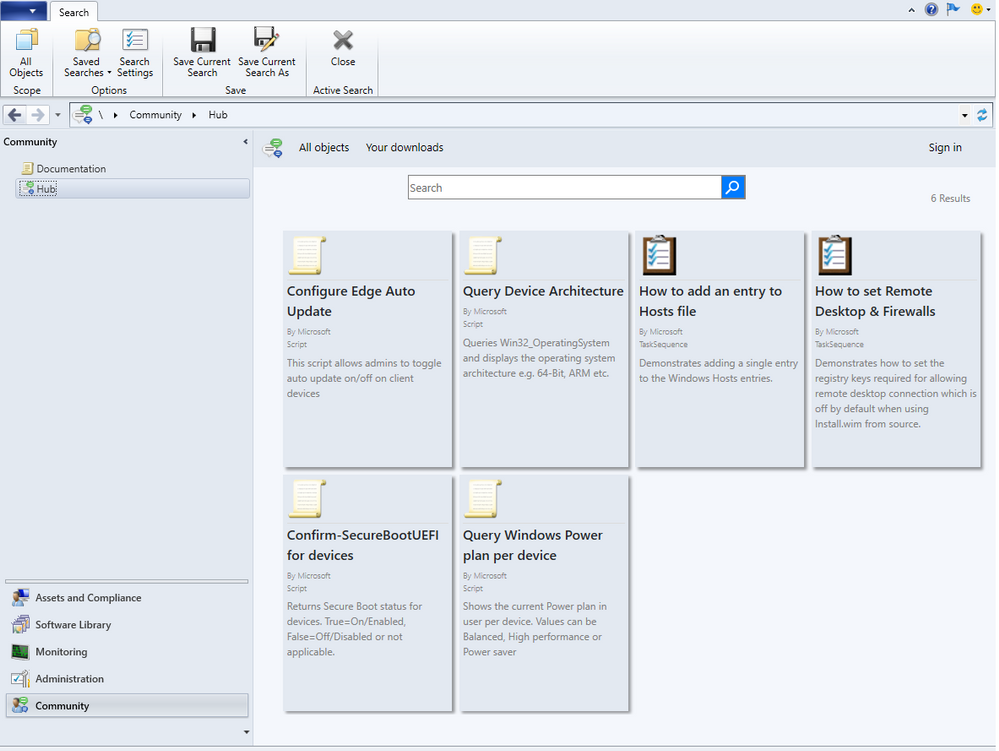 Search
All
Objects
Scope
Saved
Searches
Search
Settings
Options
Save Current
Search
Save Current
Search As
Save
Close
Active Search
\ Community Hub
Community
Documentation
Hub
Assets and Compliance
Software Library
Monitoring
Administration
Community
All objects Your downloads Sign in
Search
6 Results
Configure Edge Auto
Update
By Microsoft
Script
This script allows admins to toggle
auto update on/off on client
devices
Query Device Architecture
By Microsoft
Script
Queries Win32_OperatingSystem
and displays the operating system
architecture e.g. 64-Bit, ARM etc.
How to add an entry to
Hosts file
By Microsoft
TaskSequence
Demonstrates adding a single entry
to the Windows Hosts entries.
How to set Remote
Desktop & Firewalls
By Microsoft
TaskSequence
Demonstrates how to set the
registry keys required for allowing
remote desktop connection which is
off by default when using
Install.wim from source.
Confirm-SecureBootUEFI
for devices
By Microsoft
Script
Returns Secure Boot status for
devices. True=On/Enabled,
False=Off/Disabled or not
applicable.
Query Windows Power
plan per device
By Microsoft
Script
Shows the current Power plan in
user per device. Values can be
Balanced, High performance or
Power saver